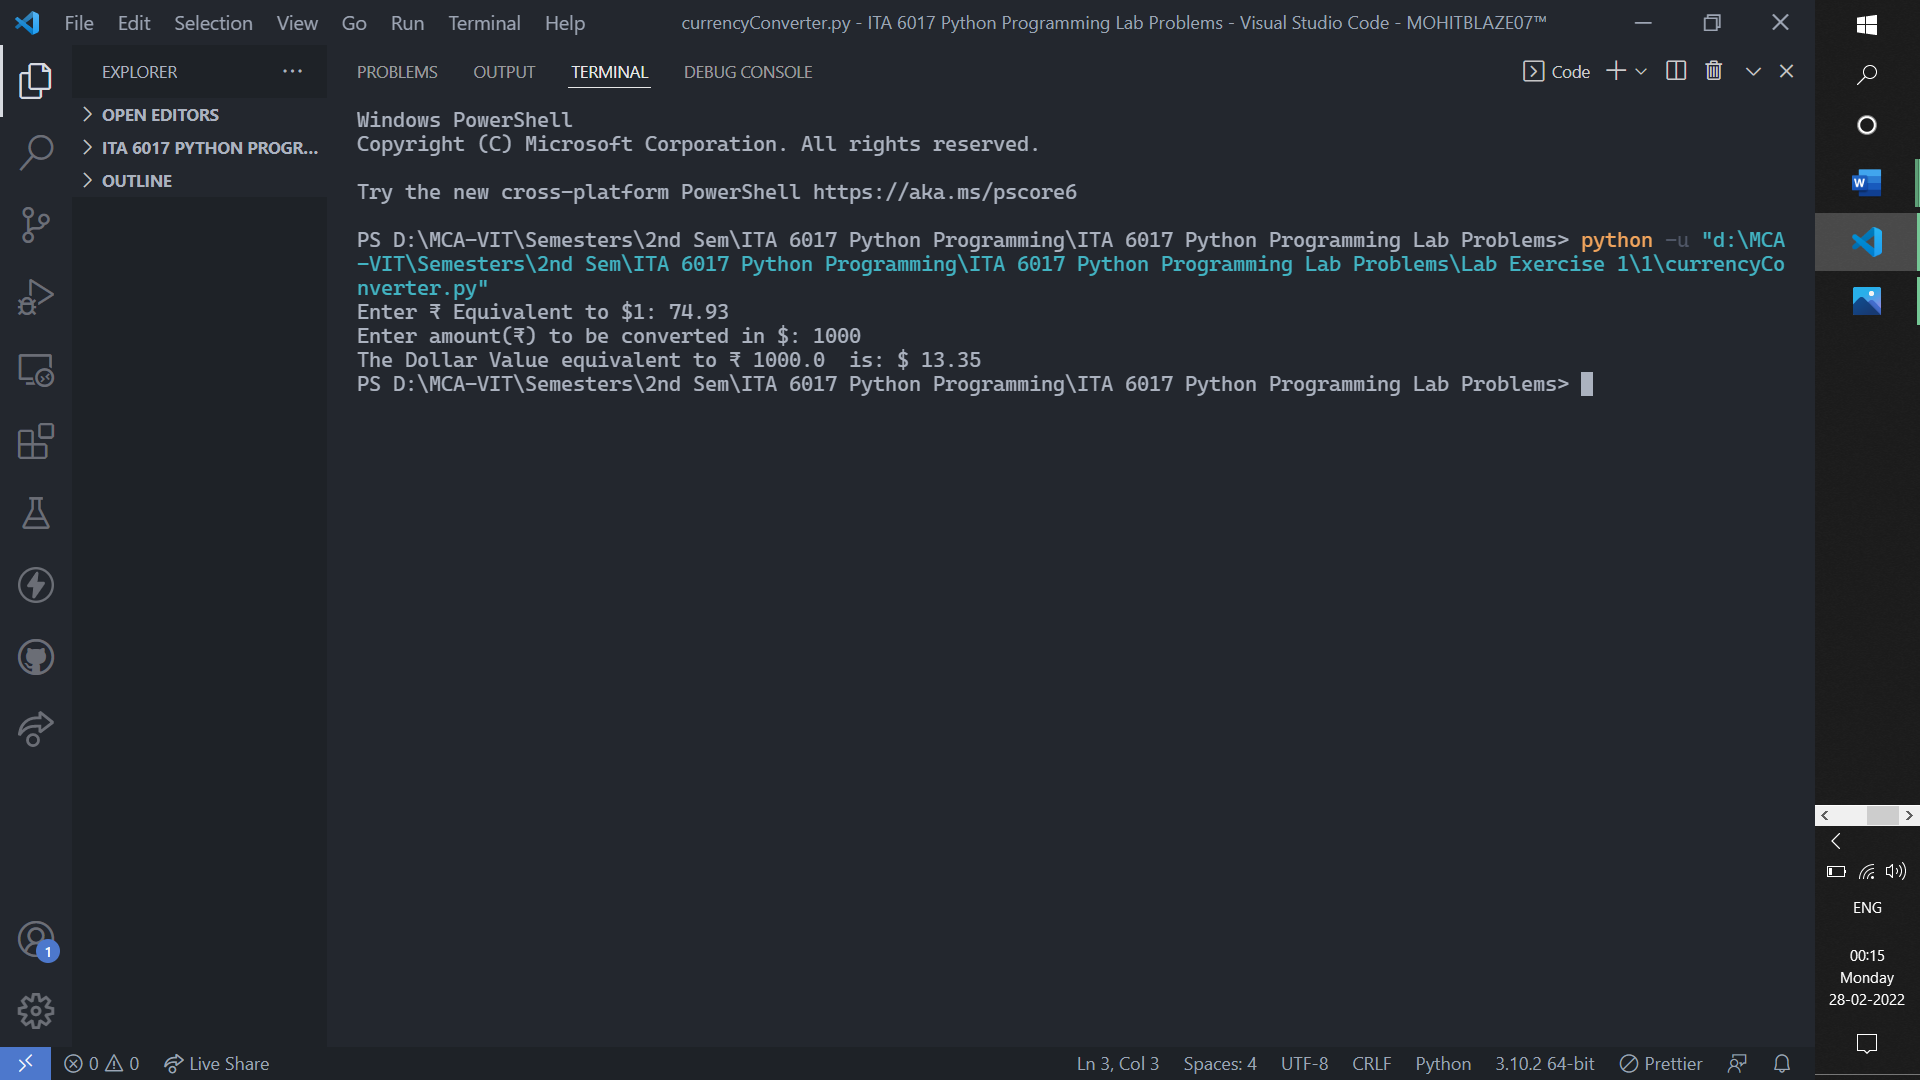 File Edit Selection View Go Run Terminal Help
currencyConverter.py - ITA 6017 Python Programming Lab Problems - Visual Studio Code - MOHITBLAZE07™
EXPLORER
OPEN EDITORS
ITA 6017 PYTHON PROGR...
OUTLINE
PROBLEMS OUTPUT TERMINAL DEBUG CONSOLE
Code
Windows PowerShell
Copyright (C) Microsoft Corporation. All rights reserved.
Try the new cross-platform PowerShell https://aka.ms/pscore6
PS D:\MCA-VIT\Semesters\2nd Sem\ITA 6017 Python Programming\ITA 6017 Python Programming Lab Problems> python -u "d:\MCA
-VIT\Semesters\2nd Sem\ITA 6017 Python Programming\ITA 6017 Python Programming Lab Problems\Lab Exercise 1\1\currencyCo
nverter.py"
Enter ₹ Equivalent to $1: 74.93
Enter amount(₹) to be converted in $: 1000
The Dollar Value equivalent to ₹ 1000.0  is: $ 13.35
PS D:\MCA-VIT\Semesters\2nd Sem\ITA 6017 Python Programming\ITA 6017 Python Programming Lab Problems>
1
0 0 Live Share
Ln 3, Col 3 Spaces: 4 UTF-8 CRLF Python 3.10.2 64-bit Prettier
W
ENG
00:15
Monday
28-02-2022